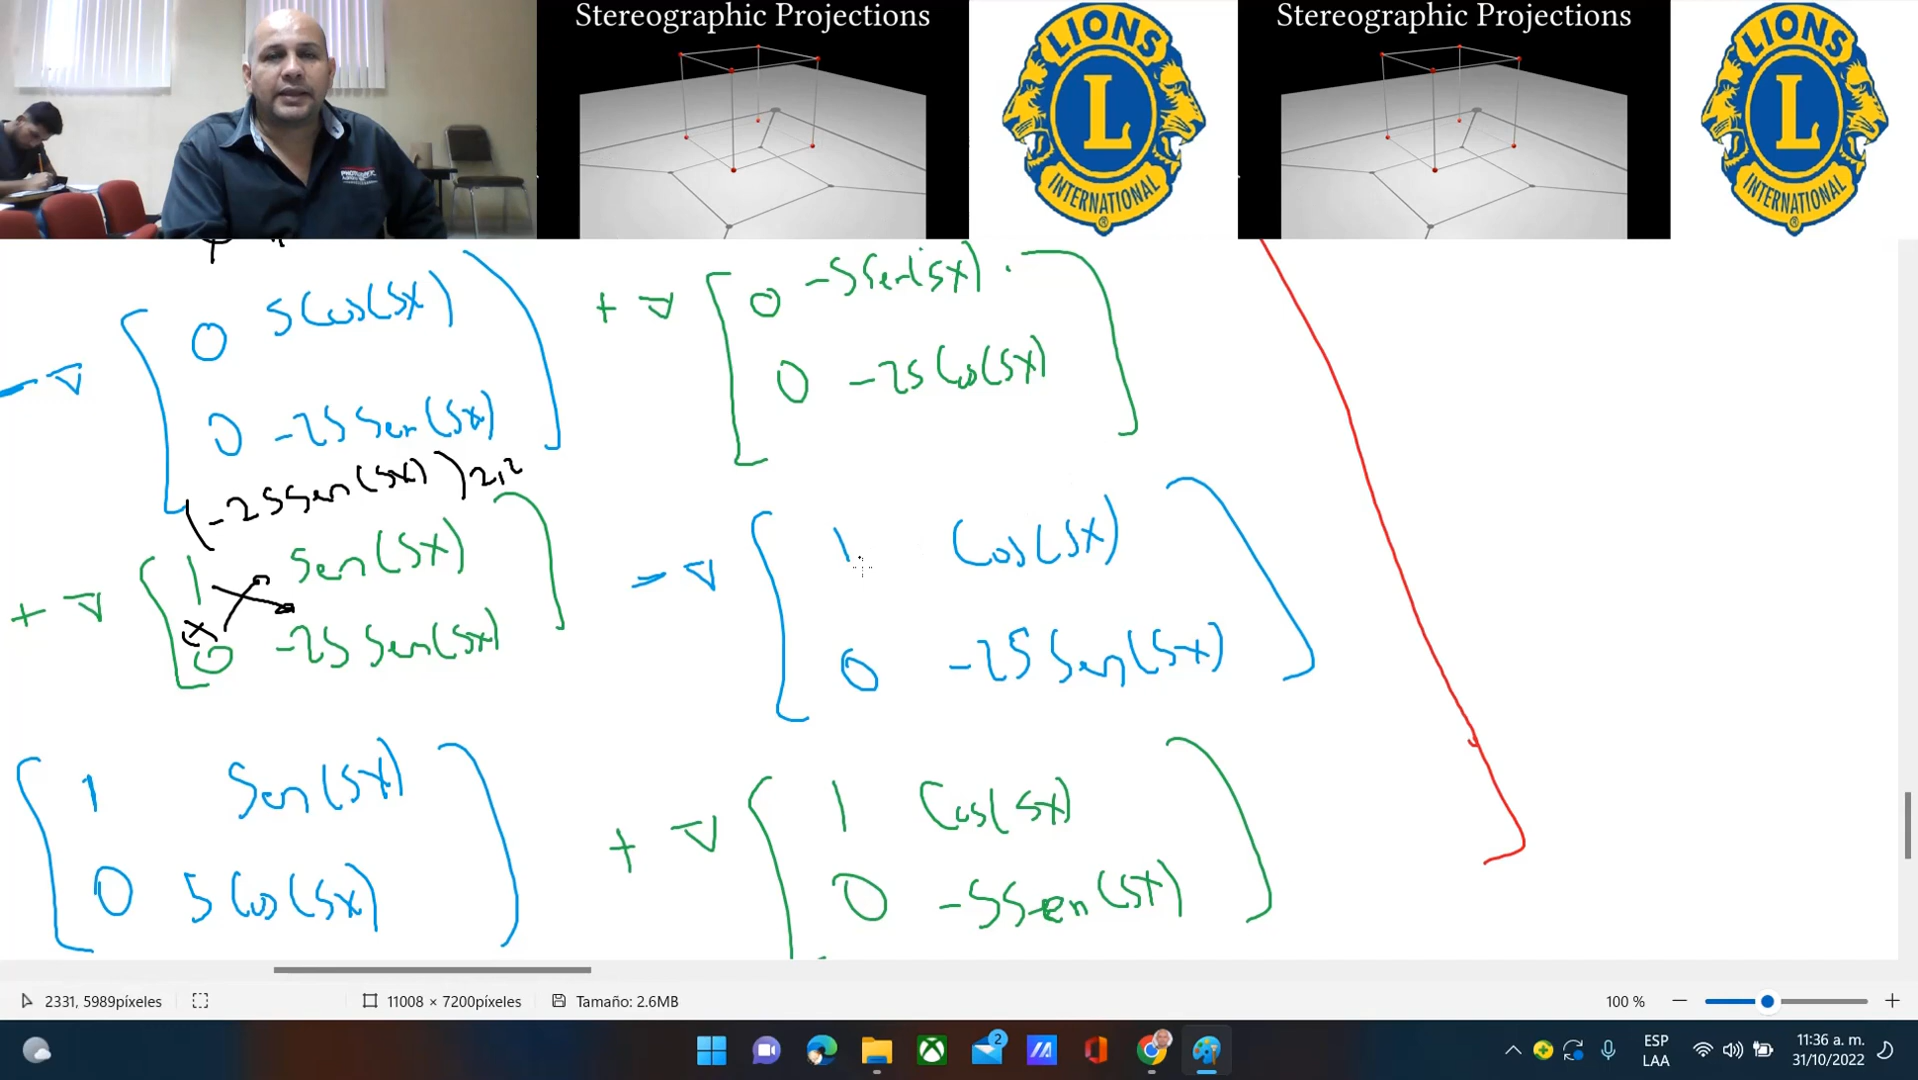 Stereographic Projections
LIONS
L
INTERNATIONAL
®
Stereographic Projections
LIONS
L
INTERNATIONAL
®
0 5Cos(5x)
0 -25Sen(5x)
+ ∇ 0 -5Sen(5x)
0 -25Cos(5x)
- ∇
(-25Sen(5x))2,2
+ ∇ 1 Sen(5x)
(x)
0 -25Sen(5x)
- ∇ 1 Cos(5x)
0 -25Sen(5x)
1 Sen(5x)
0 5Cos(5x)
+ ∇ 1 Cos(5x)
0 -5Sen(5x)
2331, 5989píxeles
11008 × 7200píxeles
Tamaño: 2.6MB
100 %
2
ESP
LAA
11:36 a. m.
31/10/2022